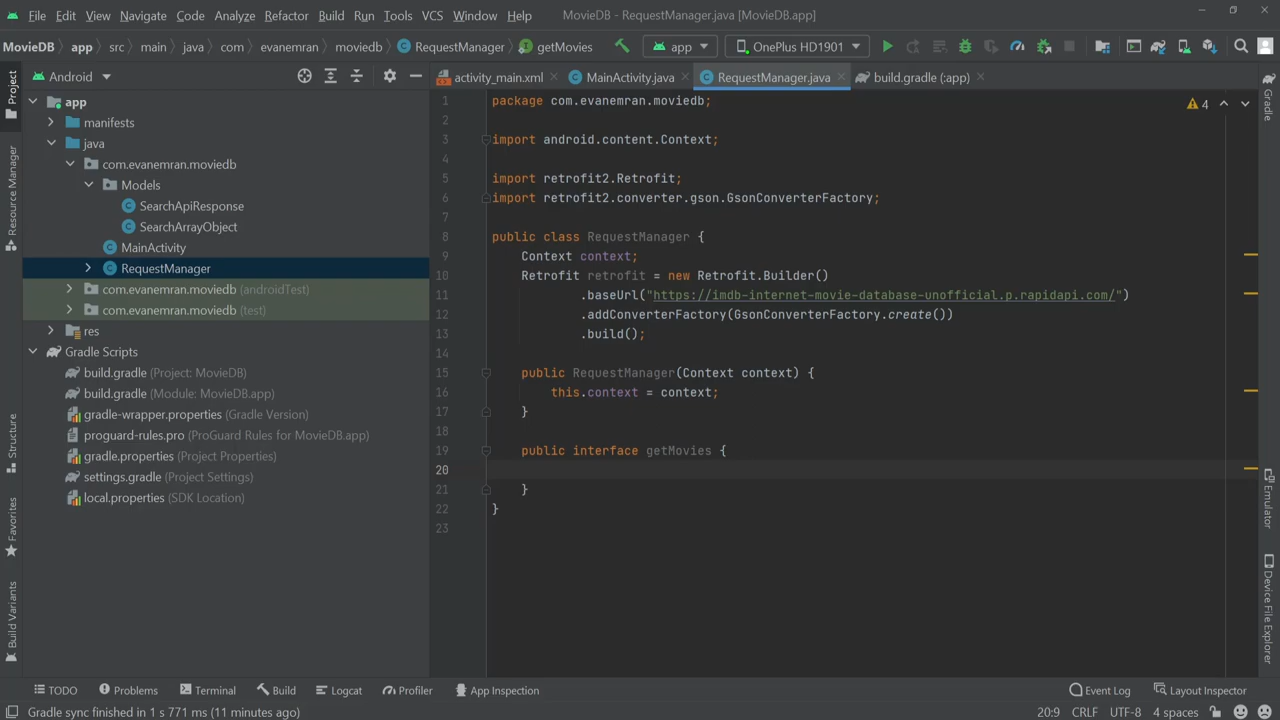 File Edit View Navigate Code Analyze Refactor Build Run Tools VCS Window Help MovieDB - RequestManager.java [MovieDB.app]
MovieDB app src main java com evanemran moviedb RequestManager getMovies app OnePlus HD1901
Project
Resource Manager
Structure
Favorites
Build Variants
Android
app
manifests
java
com.evanemran.moviedb
Models
SearchApiResponse
SearchArrayObject
MainActivity
RequestManager
com.evanemran.moviedb (androidTest)
com.evanemran.moviedb (test)
res
Gradle Scripts
build.gradle (Project: MovieDB)
build.gradle (Module: MovieDB.app)
gradle-wrapper.properties (Gradle Version)
proguard-rules.pro (ProGuard Rules for MovieDB.app)
gradle.properties (Project Properties)
settings.gradle (Project Settings)
local.properties (SDK Location)
activity_main.xml MainActivity.java RequestManager.java build.gradle (:app)
4
1 package com.evanemran.moviedb;
2
3 import android.content.Context;
4
5 import retrofit2.Retrofit;
6 import retrofit2.converter.gson.GsonConverterFactory;
7
8 public class RequestManager {
9 Context context;
10 Retrofit retrofit = new Retrofit.Builder()
11 .baseUrl("https://imdb-internet-movie-database-unofficial.p.rapidapi.com/")
12 .addConverterFactory(GsonConverterFactory.create())
13 .build();
14
15 public RequestManager(Context context) {
16 this.context = context;
17 }
18
19 public interface getMovies {
20
21 }
22 }
23
Gradle
Emulator
Device File Explorer
TODO Problems Terminal Build Logcat Profiler App Inspection Event Log Layout Inspector
Gradle sync finished in 1 s 771 ms (11 minutes ago) 20:9 CRLF UTF-8 4 spaces